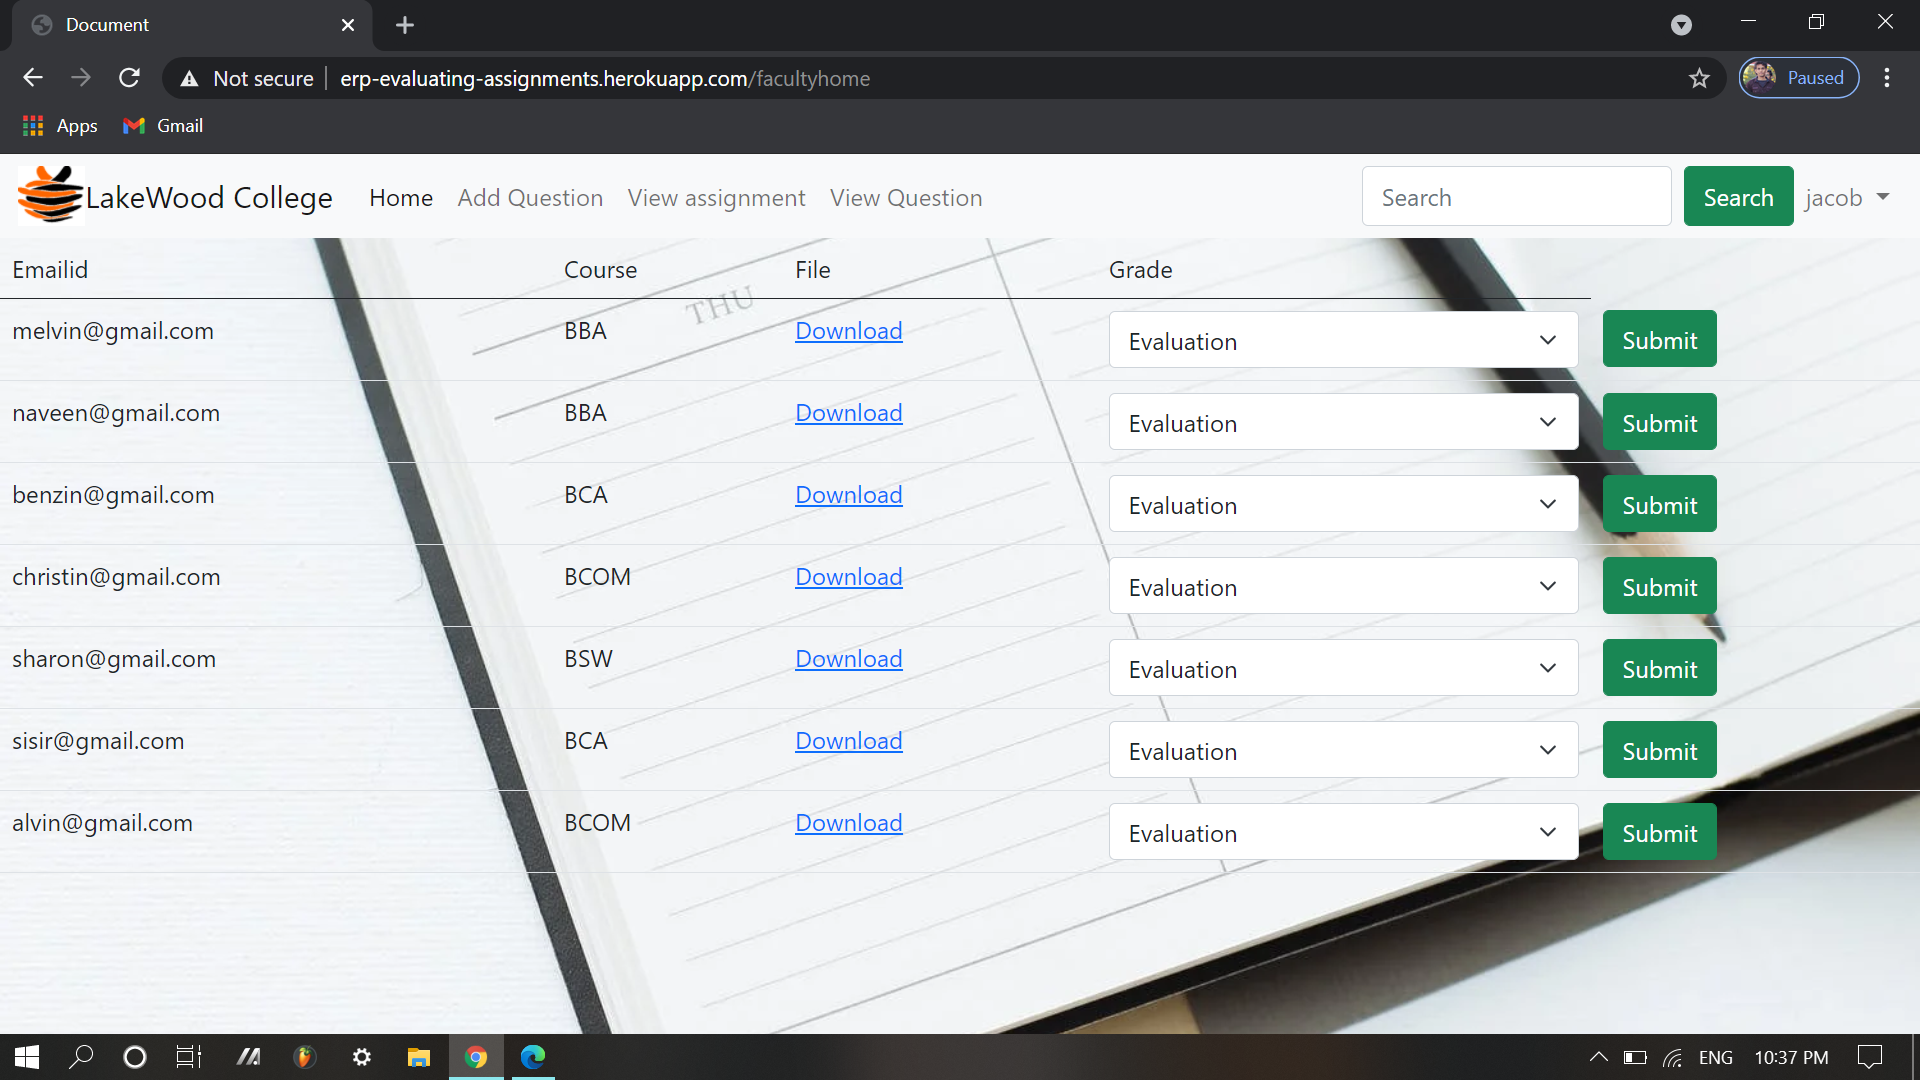 Document
Not secure erp-evaluating-assignments.herokuapp.com/facultyhome Paused
Apps Gmail
LakeWood College Home Add Question View assignment View Question Search Search jacob
Emailid Course File Grade
THU
melvin@gmail.com BBA Download Evaluation Submit
naveen@gmail.com BBA Download Evaluation Submit
benzin@gmail.com BCA Download Evaluation Submit
christin@gmail.com BCOM Download Evaluation Submit
sharon@gmail.com BSW Download Evaluation Submit
sisir@gmail.com BCA Download Evaluation Submit
alvin@gmail.com BCOM Download Evaluation Submit
ENG 10:37 PM